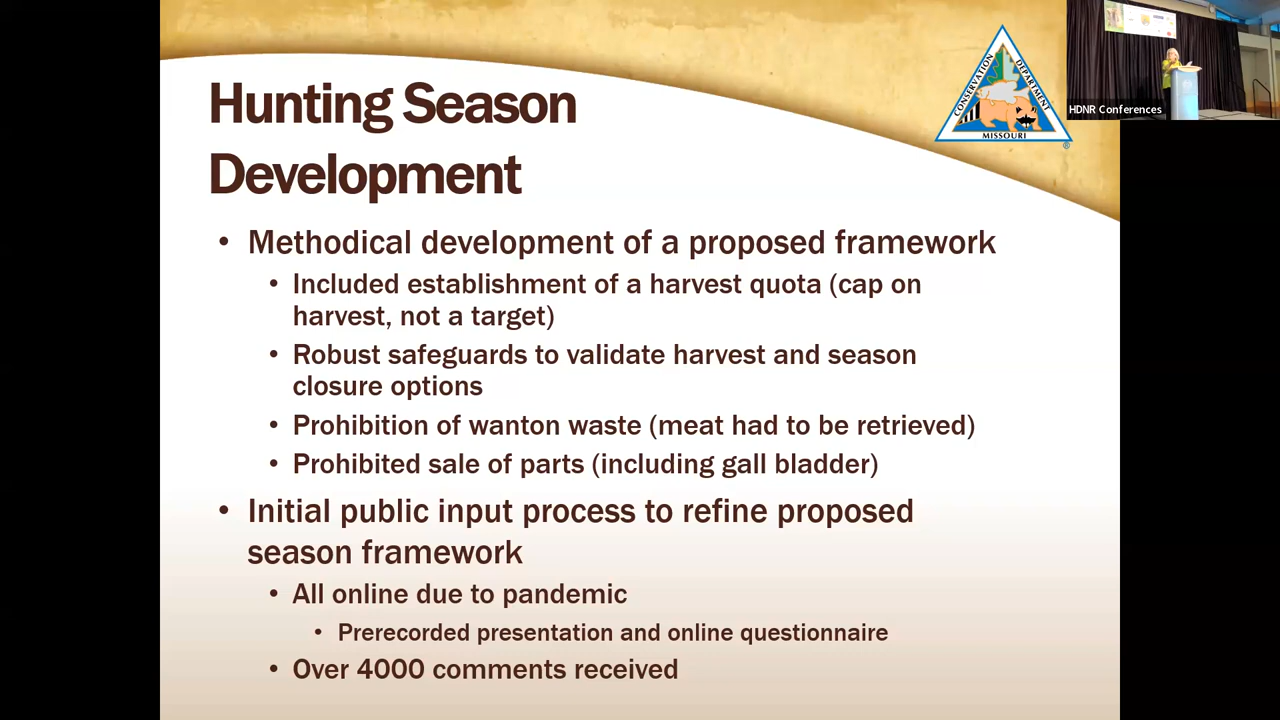 Hunting Season
Development
• Methodical development of a proposed framework
• Included establishment of a harvest quota (cap on
harvest, not a target)
• Robust safeguards to validate harvest and season
closure options
• Prohibition of wanton waste (meat had to be retrieved)
• Prohibited sale of parts (including gall bladder)
• Initial public input process to refine proposed
season framework
• All online due to pandemic
• Prerecorded presentation and online questionnaire
• Over 4000 comments received
CONSERVATION
DEPARTMENT
MISSOURI
®
HDNR Conferences